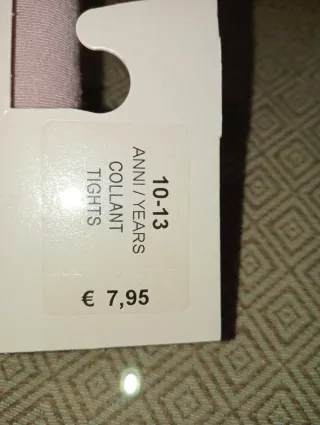 10-13
ANNI / YEARS
COLLANT
TIGHTS
€ 7,95